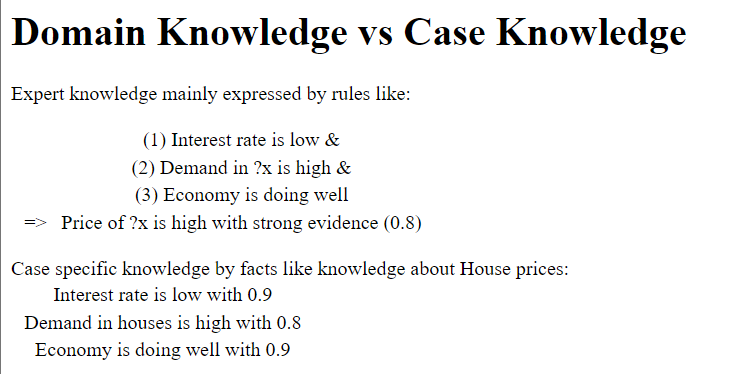 Domain Knowledge vs Case Knowledge
Expert knowledge mainly expressed by rules like:
(1) Interest rate is low &
(2) Demand in ?x is high &
(3) Economy is doing well
=> Price of ?x is high with strong evidence (0.8)
Case specific knowledge by facts like knowledge about House prices:
Interest rate is low with 0.9
Demand in houses is high with 0.8
Economy is doing well with 0.9